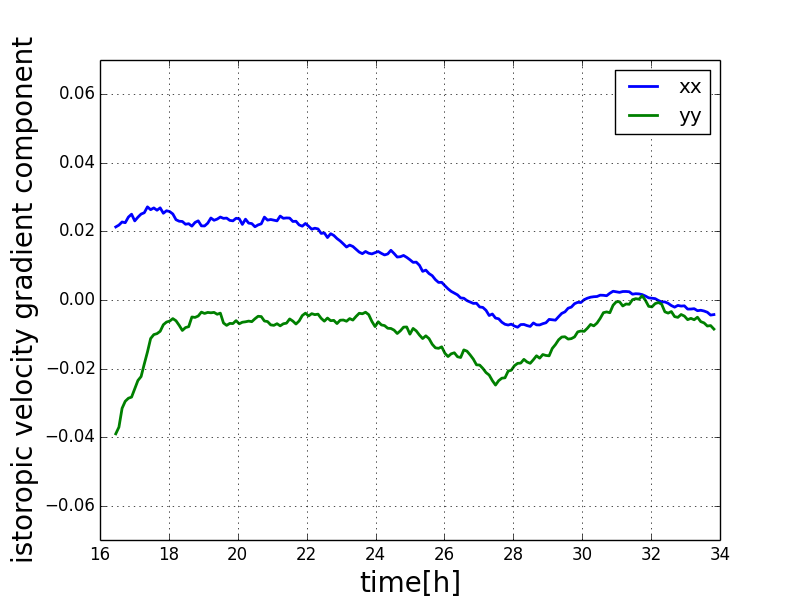 istoropic velocity gradient component
0.06
0.04
0.02
0.00
−0.02
−0.04
−0.06
16 18 20 22 24 26 28 30 32 34
time[h]
xx
yy